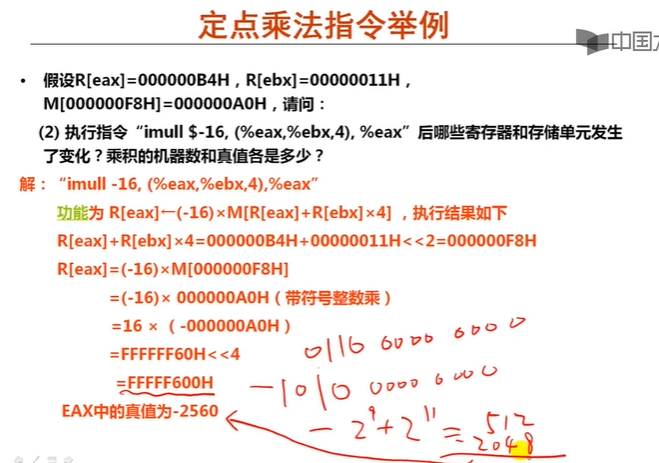 定点乘法指令举例
中国大
• 假设R[eax]=000000B4H，R[ebx]=00000011H，
M[000000F8H]=000000A0H，请问：
(2) 执行指令“imull $-16, (%eax,%ebx,4), %eax”后哪些寄存器和存储单元发生
了变化？乘积的机器数和真值各是多少？
解：“imull -16, (%eax,%ebx,4),%eax”
功能为 R[eax]←(-16)×M[R[eax]+R[ebx]×4]，执行结果如下
R[eax]+R[ebx]×4=000000B4H+00000011H<<2=000000F8H
R[eax]=(-16)×M[000000F8H]
=(-16)× 000000A0H（带符号整数乘）
=16 ×（-000000A0H）
=FFFFFF60H<<4
0110 0000 0000
=FFFFF600H
-1010 0000 0000
EAX中的真值为-2560
- 2⁹+2¹¹ = 512
2048